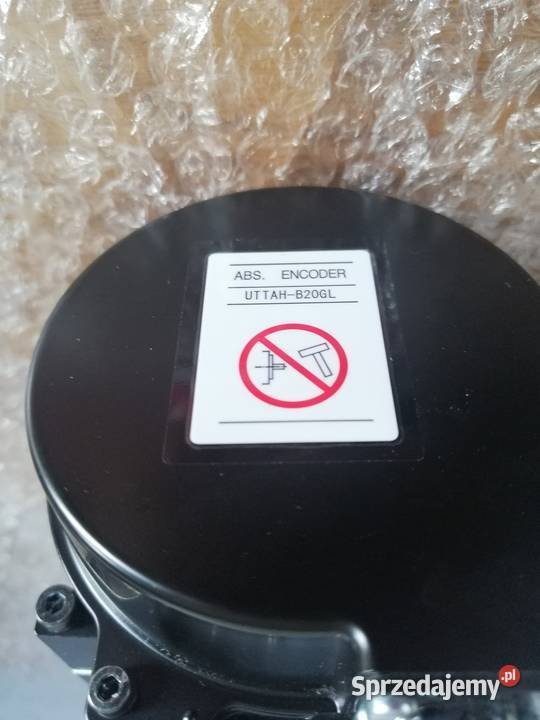 ABS. ENCODER
UTTAH-B20GL
Sprzedajemy.pl